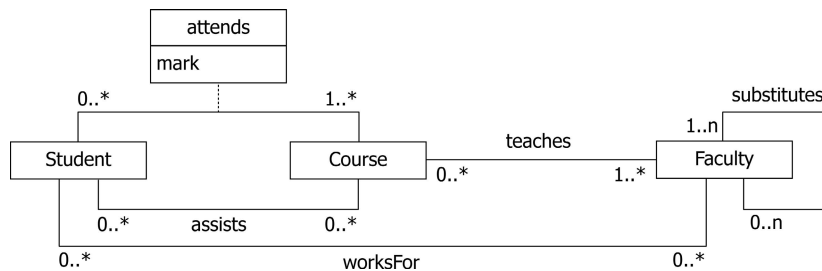 attends
mark
0..*
1..*
substitutes
1..n
teaches
Student
Course
Faculty
0..*
1..*
0..*
assists
0..*
0..n
0..*
worksFor
0..*